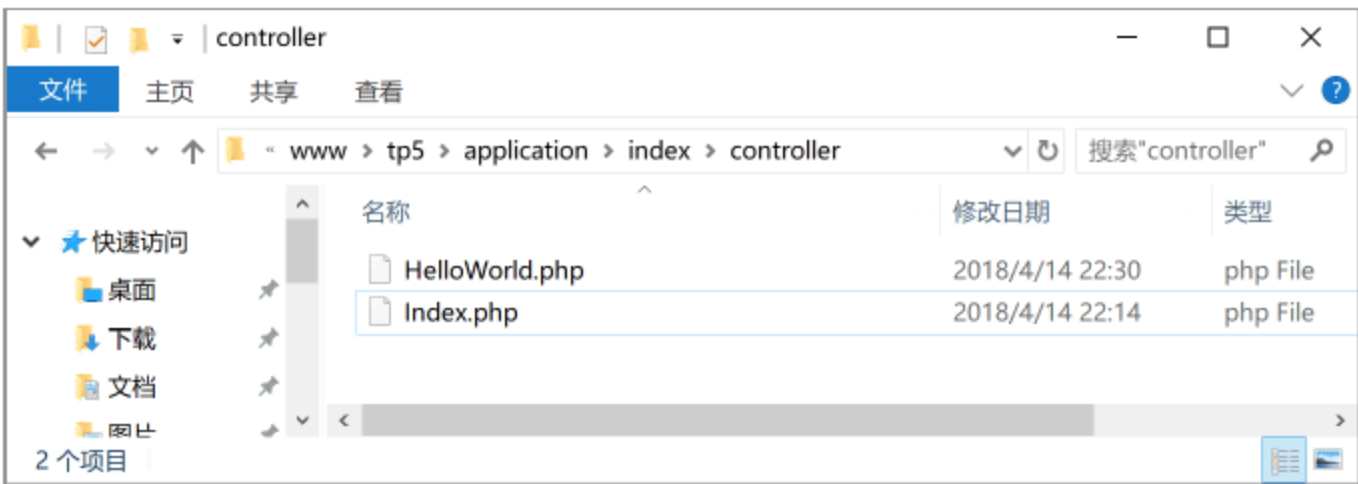 controller
文件 主页 共享 查看
« www > tp5 > application > index > controller 搜索"controller"
名称 修改日期 类型
快速访问
HelloWorld.php 2018/4/14 22:30 php File
桌面
Index.php 2018/4/14 22:14 php File
下载
文档
图片
2 个项目